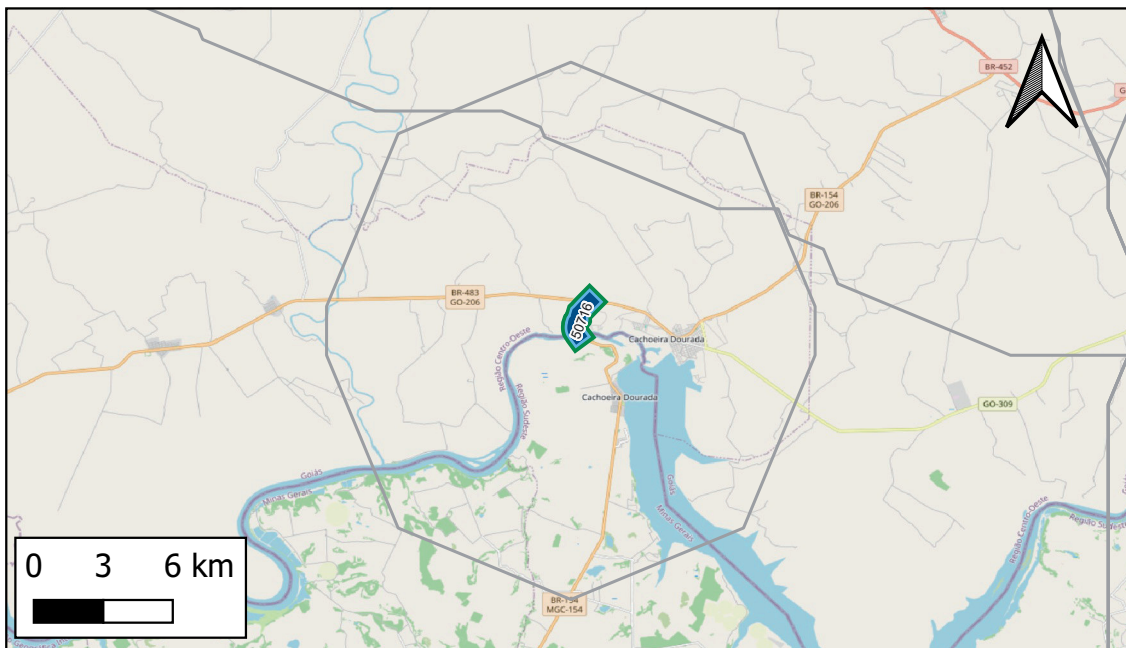 BR-452
G
BR-154
GO-206
BR-483
GO-206
50716
Cachoeira Dourada
Região Centro-Oeste
Região Sudeste
Cachoeira Dourada
GO-309
Goiás
Minas Gerais
Goiás
Minas Gerais
Goiás
Região Centro-Oeste
Região Sudeste
0 3 6 km
BR-154
MGC-154